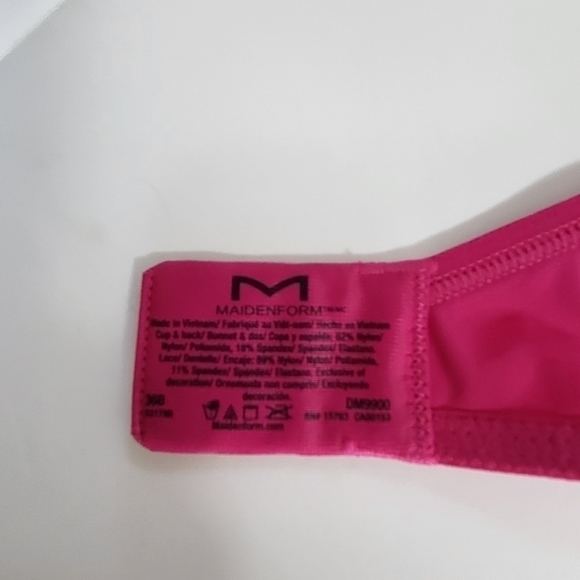 M
MAIDENFORM
Made in Vietnam/ Fabriqué au Viêt-nam/ Hecho en Vietnam
Cup & back/ Bonnet & dos/ Copa y espalda: 82% Nylon/
Nylon/ Poliamida, 18% Spandex/ Spandex/ Elastano.
Lace/ Dentelle/ Encaje: 89% Nylon/ Nylon/ Poliamida,
11% Spandex/ Spandex/ Elastano. Exclusive of
decoration/ Ornements non compris/ Excluyendo
decoración.
36B DM9900
RN# 15763
Maidenform.com